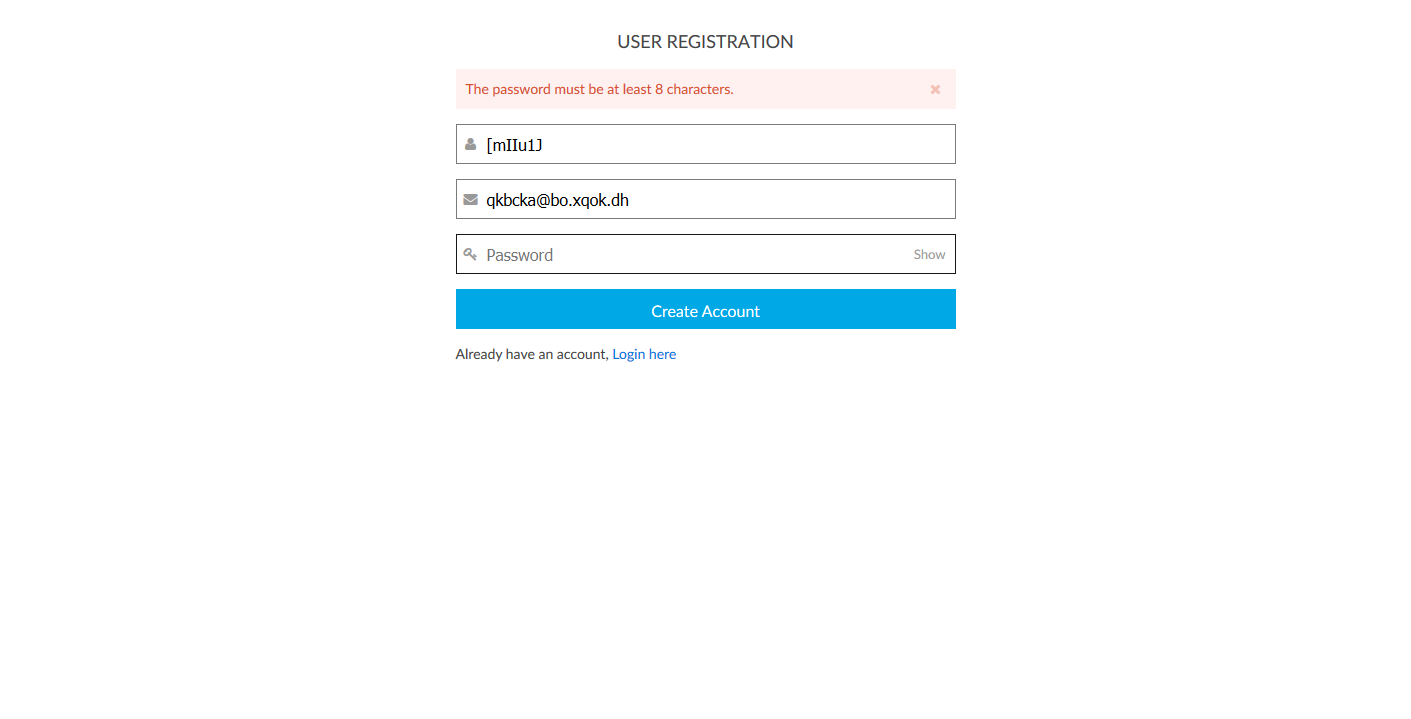 USER REGISTRATION
The password must be at least 8 characters.
[mIIu1J
qkbcka@bo.xqok.dh
Password Show
Create Account
Already have an account, Login here